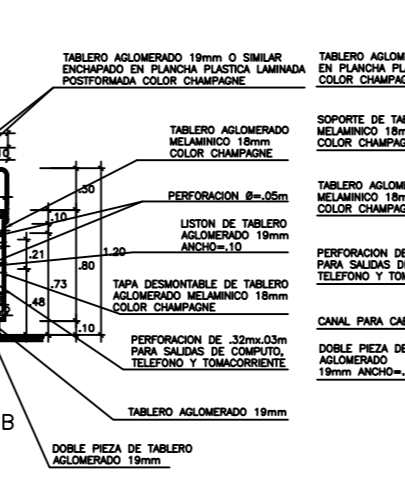 TABLERO AGLOMERADO 19mm O SIMILAR
ENCHAPADO EN PLANCHA PLASTICA LAMINADA
POSTFORMADA COLOR CHAMPAGNE
TABLERO AGLOMERADO
MELAMINICO 18mm
COLOR CHAMPAGNE
PERFORACION Ø=.05m
LISTON DE TABLERO
AGLOMERADO 19mm
ANCHO=.10
TAPA DESMONTABLE DE TABLERO
AGLOMERADO MELAMINICO 18mm
COLOR CHAMPAGNE
PERFORACION DE .32mx.03m
PARA SALIDAS DE COMPUTO,
TELEFONO Y TOMACORRIENTE
TABLERO AGLOMERADO 19mm
DOBLE PIEZA DE TABLERO
AGLOMERADO 19mm
.30
.10
.21
1.20
.80
.73
.48
.10
B
TABLERO AGLOM
EN PLANCHA PL
COLOR CHAMPAG
SOPORTE DE TAB
MELAMINICO 18m
COLOR CHAMPAG
TABLERO AGLOME
MELAMINICO 18m
COLOR CHAMPAG
PERFORACION DE
PARA SALIDAS D
TELEFONO Y TOM
CANAL PARA CAB
DOBLE PIEZA DE
AGLOMERADO
19mm ANCHO=.